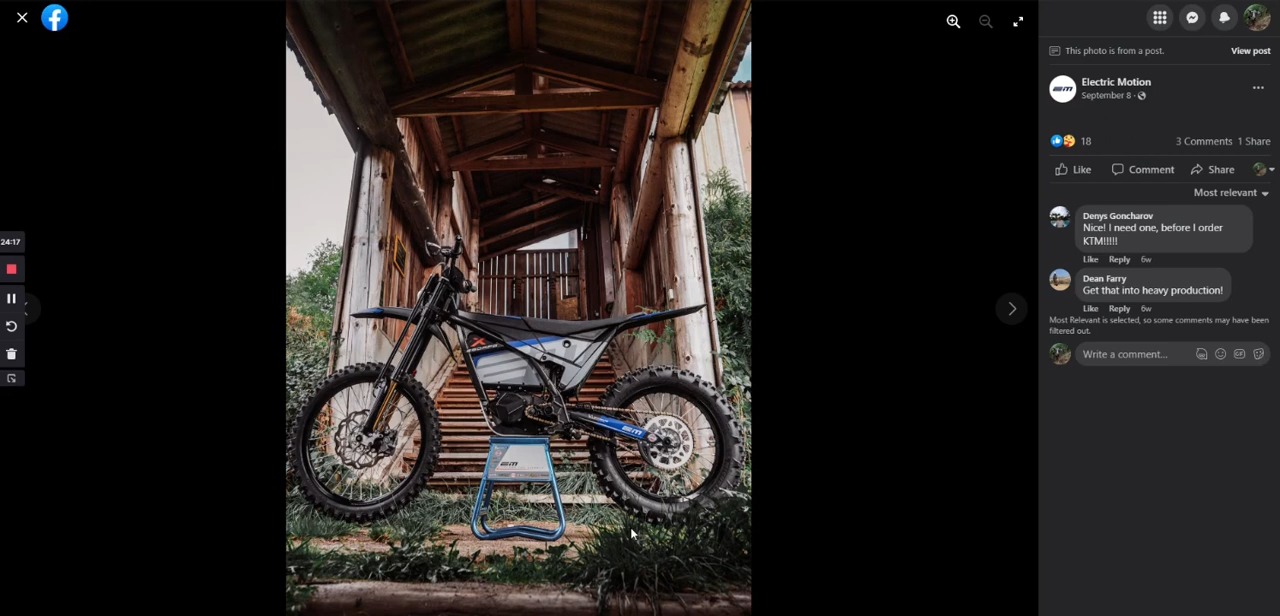 This photo is from a post.
View post
Electric Motion
September 8
18
3 Comments 1 Share
Like
Comment
Share
Most relevant
Denys Goncharov
Nice! I need one, before I order
KTM!!!!!
Like Reply 6w
Dean Farry
Get that into heavy production!
Like Reply 6w
Most Relevant is selected, so some comments may have been
filtered out.
Write a comment...
24:17
X
EM
EM